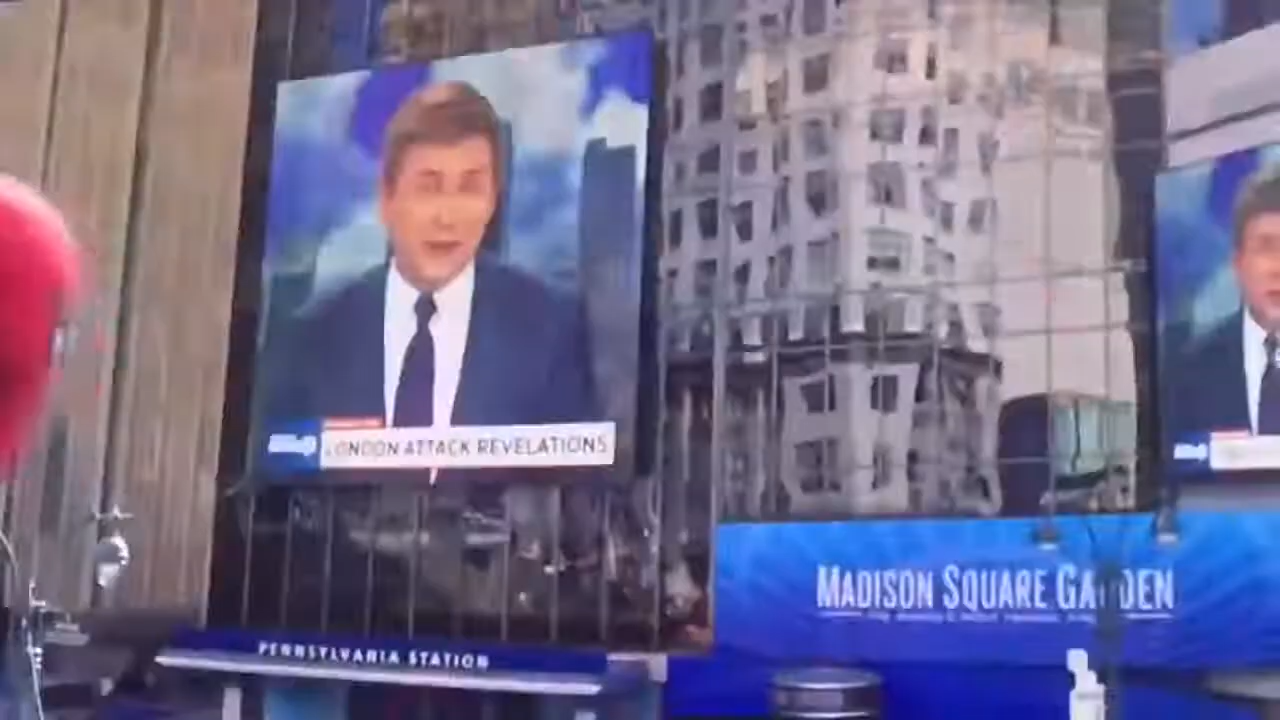 LONDON ATTACK REVELATIONS
PENNSYLVANIA STATION
MADISON SQUARE GARDEN